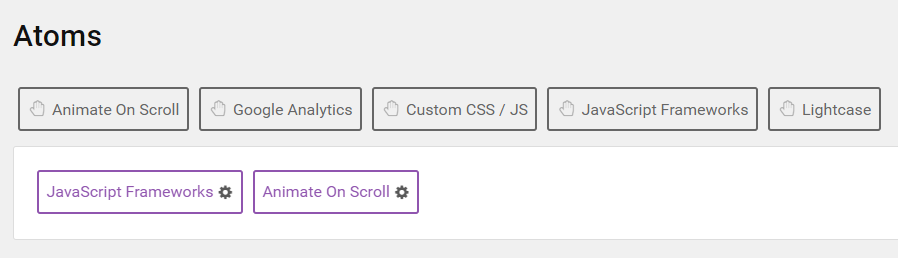 Atoms
Animate On Scroll Google Analytics Custom CSS / JS JavaScript Frameworks Lightcase
JavaScript Frameworks Animate On Scroll